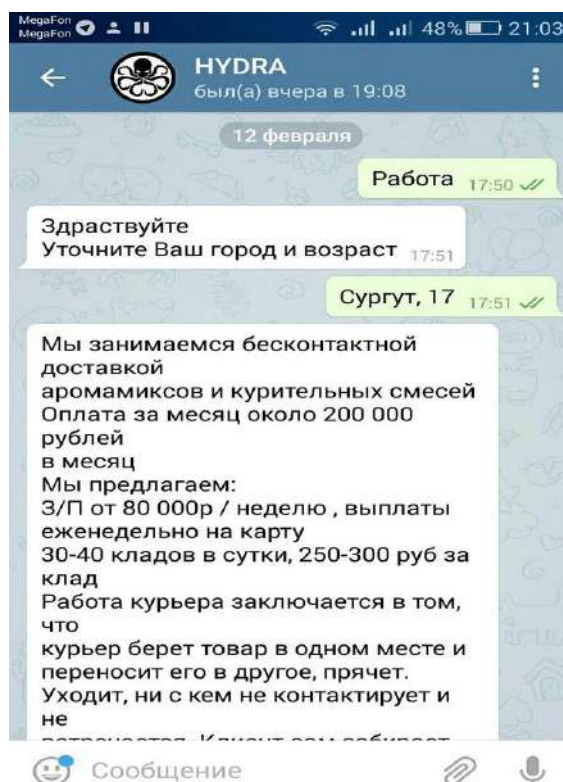 MegaFon
MegaFon
48% 21:03
HYDRA
был(а) вчера в 19:08
12 февраля
Работа 17:50
Здраствуйте
Уточните Ваш город и возраст 17:51
Сургут, 17 17:51
Мы занимаемся бесконтактной
доставкой
аромамиксов и курительных смесей
Оплата за месяц около 200 000
рублей
в месяц
Мы предлагаем:
З/П от 80 000р / неделю , выплаты
еженедельно на карту
30-40 кладов в сутки, 250-300 руб за
клад
Работа курьера заключается в том,
что
курьер берет товар в одном месте и
переносит его в другое, прячет.
Уходит, ни с кем не контактирует и
не
Клиент сам забирает
Сообщение